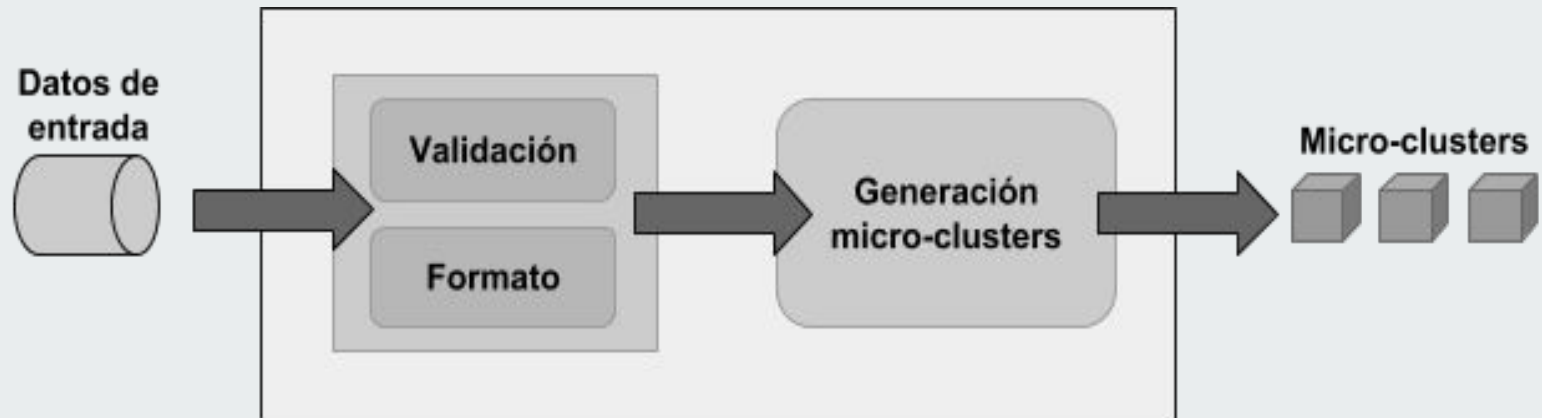 Datos de
entrada
Validación
Formato
Generación
micro-clusters
Micro-clusters